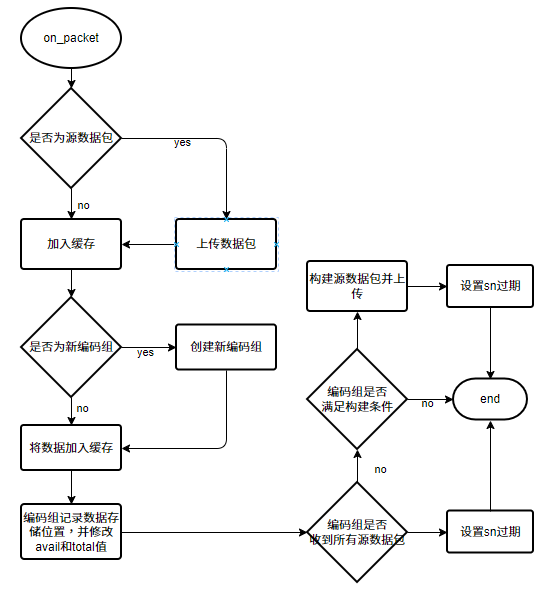 on_packet
是否为源数据包
yes
no
加入缓存
上传数据包
是否为新编码组
yes
创建新编码组
no
将数据加入缓存
编码组记录数据存
储位置，并修改
avail和total值
编码组是否
收到所有源数据包
no
设置sn过期
编码组是否
满足构建条件
no
end
构建源数据包并上
传
设置sn过期